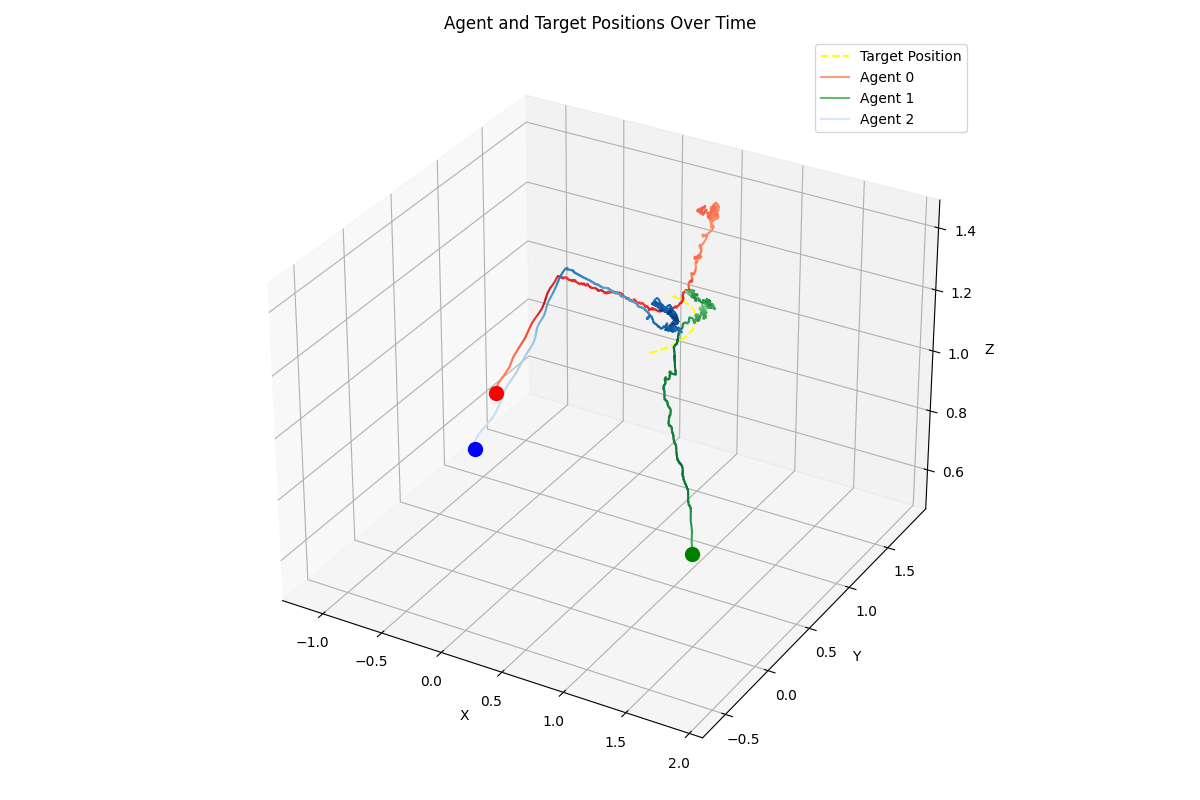 Agent and Target Positions Over Time
Target Position
Agent 0
Agent 1
Agent 2
1.4
1.2
1.0
0.8
0.6
Z
1.5
1.0
0.5
0.0
−0.5
Y
−1.0
−0.5
0.0
0.5
1.0
1.5
2.0
X